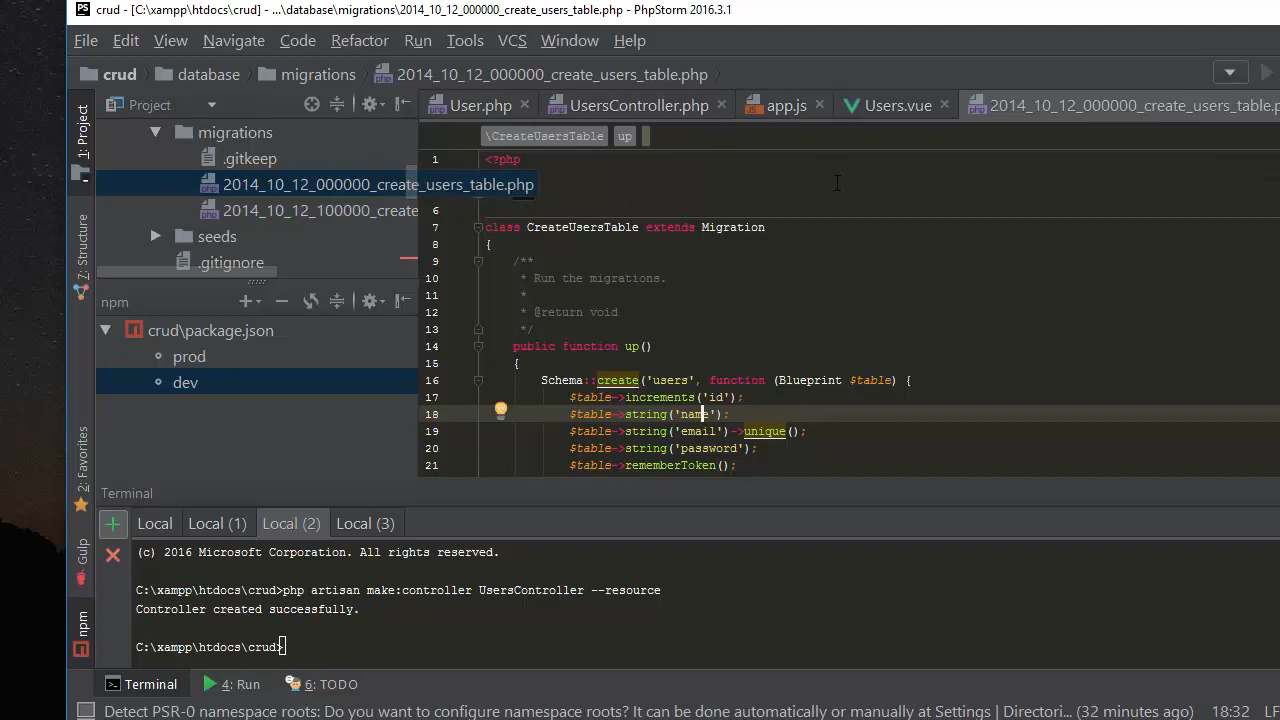 crud - [C:\xampp\htdocs\crud] - ...\database\migrations\2014_10_12_000000_create_users_table.php - PhpStorm 2016.3.1
File Edit View Navigate Code Refactor Run Tools VCS Window Help
crud database migrations 2014_10_12_000000_create_users_table.php
1: Project
7: Structure
2: Favorites
Gulp
npm
Project
migrations
.gitkeep
2014_10_12_000000_create_users_table.php
2014_10_12_100000_create
seeds
.gitignore
npm
crud\package.json
prod
dev
User.php UsersController.php app.js Users.vue 2014_10_12_000000_create_users_table.p
\CreateUsersTable up
1 <?php
6
7 class CreateUsersTable extends Migration
8 {
9 /**
10 * Run the migrations.
11 *
12 * @return void
13 */
14 public function up()
15 {
16 Schema::create('users', function (Blueprint $table) {
17 $table->increments('id');
18 $table->string('name');
19 $table->string('email')->unique();
20 $table->string('password');
21 $table->rememberToken();
Terminal
Local Local (1) Local (2) Local (3)
(c) 2016 Microsoft Corporation. All rights reserved.
C:\xampp\htdocs\crud>php artisan make:controller UsersController --resource
Controller created successfully.
C:\xampp\htdocs\crud>
Terminal 4: Run 6: TODO
Detect PSR-0 namespace roots: Do you want to configure namespace roots? It can be done automatically or manually at Settings | Directori... (32 minutes ago) 18:32 LF